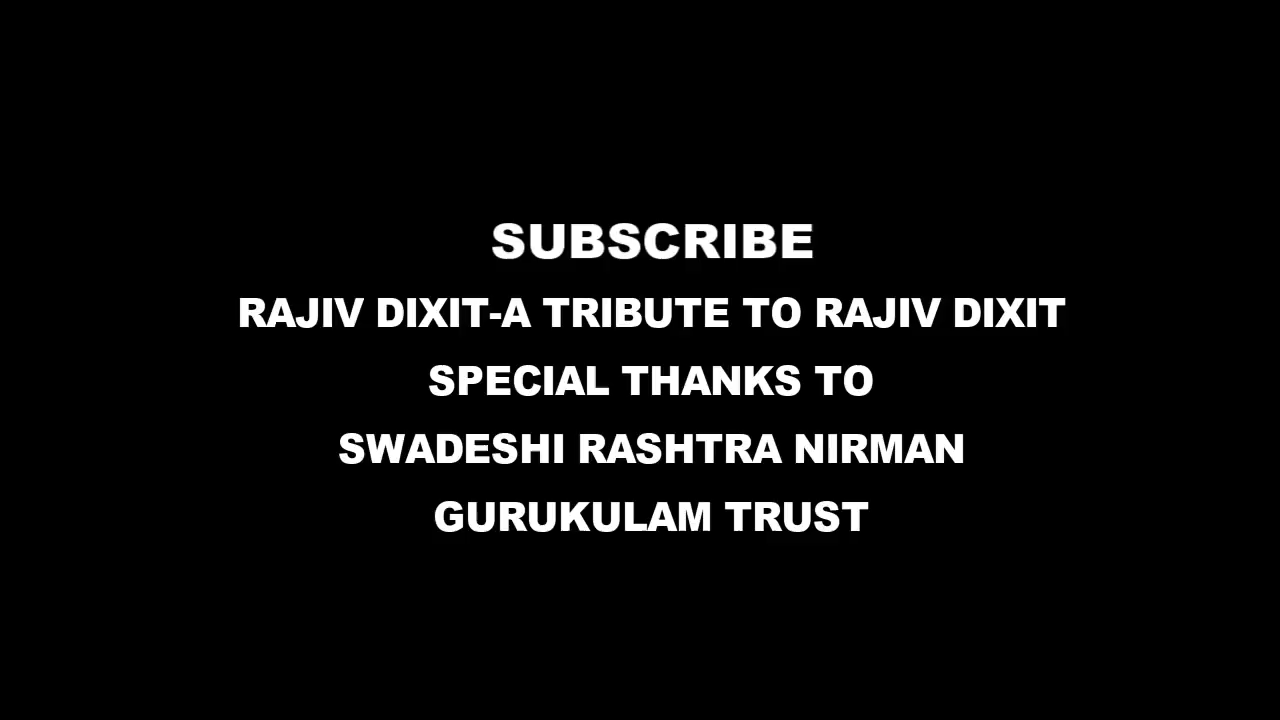 SUBSCRIBE
RAJIV DIXIT-A TRIBUTE TO RAJIV DIXIT
SPECIAL THANKS TO
SWADESHI RASHTRA NIRMAN
GURUKULAM TRUST